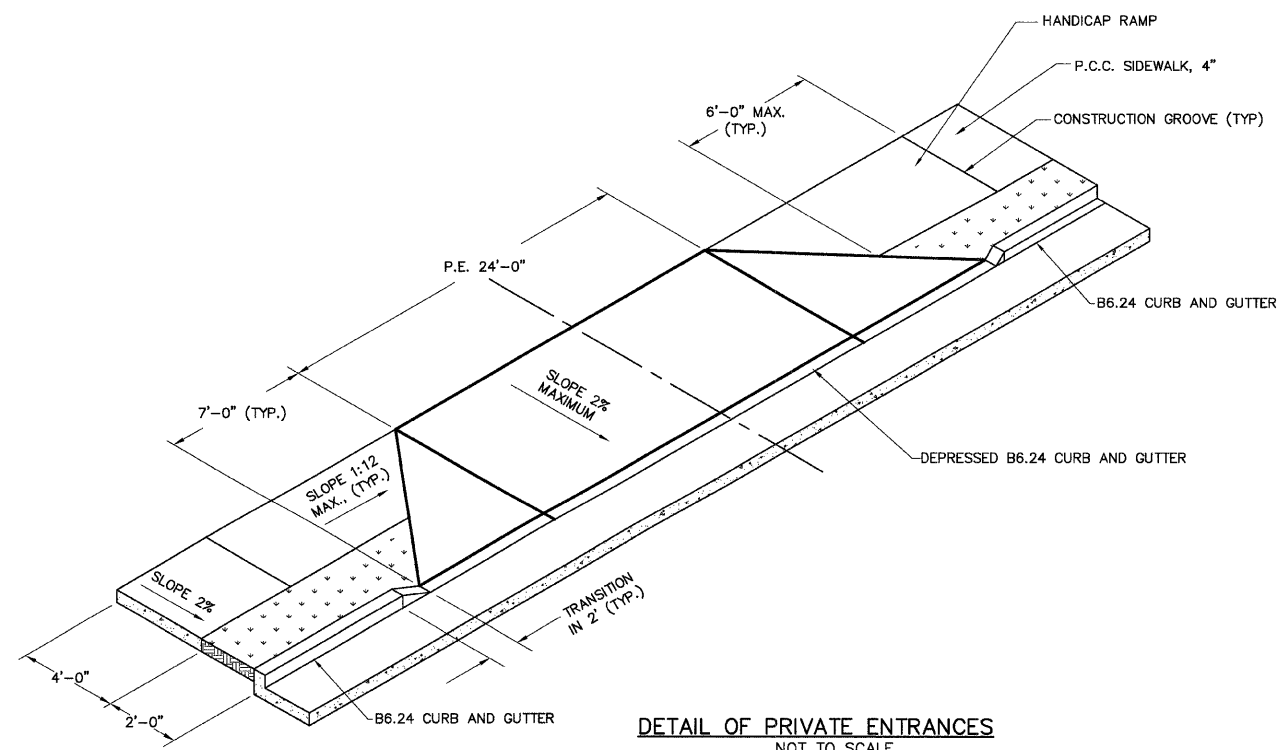 HANDICAP RAMP
P.C.C. SIDEWALK, 4"
6'-0" MAX.
(TYP.)
CONSTRUCTION GROOVE (TYP)
P.E. 24'-0"
B6.24 CURB AND GUTTER
7'-0" (TYP.)
SLOPE 2%
MAXIMUM
DEPRESSED B6.24 CURB AND GUTTER
SLOPE 1:12
MAX., (TYP.)
SLOPE 2%
TRANSITION
IN 2' (TYP.)
4'-0"
2'-0"
B6.24 CURB AND GUTTER
DETAIL OF PRIVATE ENTRANCES
NOT TO SCALE